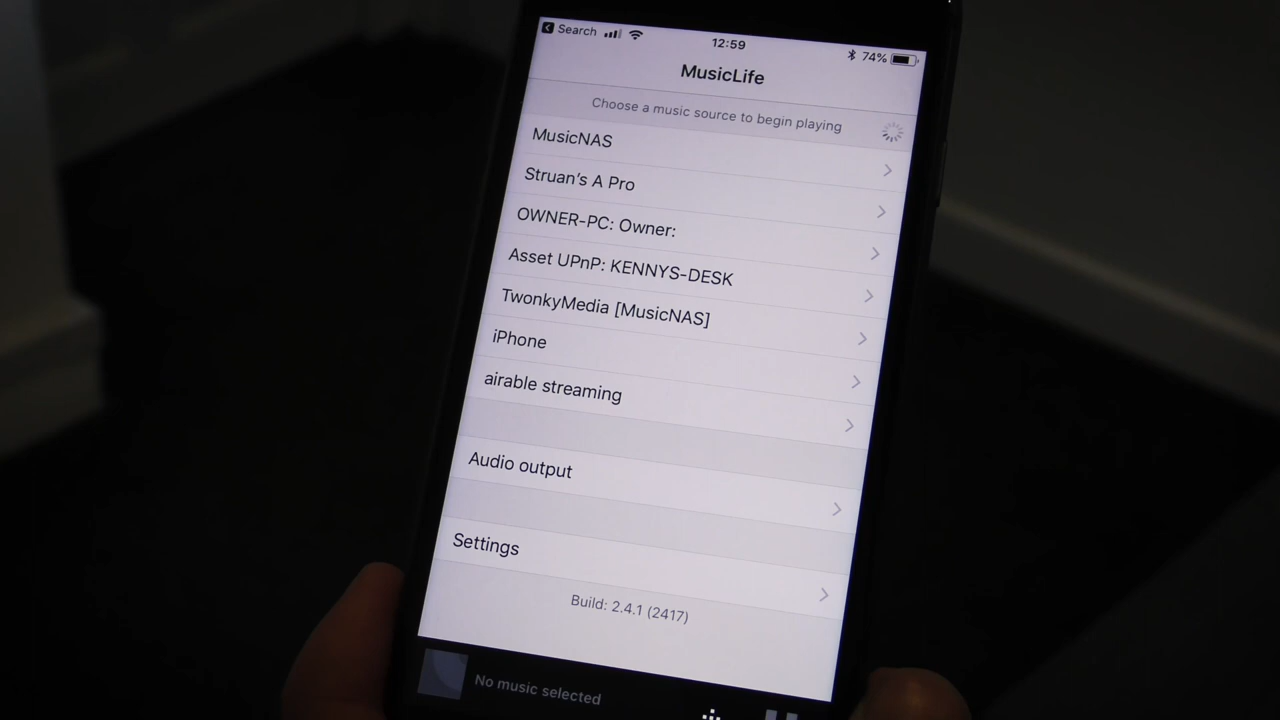 Search
12:59
74%
MusicLife
Choose a music source to begin playing
MusicNAS
Struan's A Pro
OWNER-PC: Owner:
Asset UPnP: KENNYS-DESK
TwonkyMedia [MusicNAS]
iPhone
airable streaming
Audio output
Settings
Build: 2.4.1 (2417)
No music selected